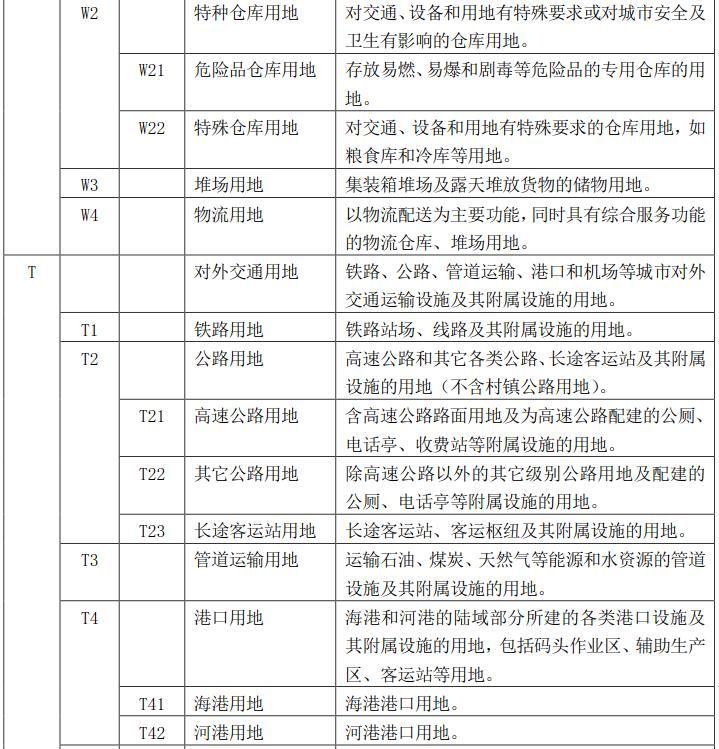 W2 特种仓库用地 对交通、设备和用地有特殊要求或对城市安全及
卫生有影响的仓库用地。
W21 危险品仓库用地 存放易燃、易爆和剧毒等危险品的专用仓库的用
地。
W22 特殊仓库用地 对交通、设备和用地有特殊要求的仓库用地，如
粮食库和冷库等用地。
W3 堆场用地 集装箱堆场及露天堆放货物的储物用地。
W4 物流用地 以物流配送为主要功能，同时具有综合服务功能
的物流仓库、堆场用地。
T 对外交通用地 铁路、公路、管道运输、港口和机场等城市对外
交通运输设施及其附属设施的用地。
T1 铁路用地 铁路站场、线路及其附属设施的用地。
T2 公路用地 高速公路和其它各类公路、长途客运站及其附属
设施的用地（不含村镇公路用地）。
T21 高速公路用地 含高速公路路面用地及为高速公路配建的公厕、
电话亭、收费站等附属设施的用地。
T22 其它公路用地 除高速公路以外的其它级别公路用地及配建的
公厕、电话亭等附属设施的用地。
T23 长途客运站用地 长途客运站、客运枢纽及其附属设施的用地。
T3 管道运输用地 运输石油、煤炭、天然气等能源和水资源的管道
设施及其附属设施的用地。
T4 港口用地 海港和河港的陆域部分所建的各类港口设施及
其附属设施的用地，包括码头作业区、辅助生产
区、客运站等用地。
T41 海港用地 海港港口用地。
T42 河港用地 河港港口用地。